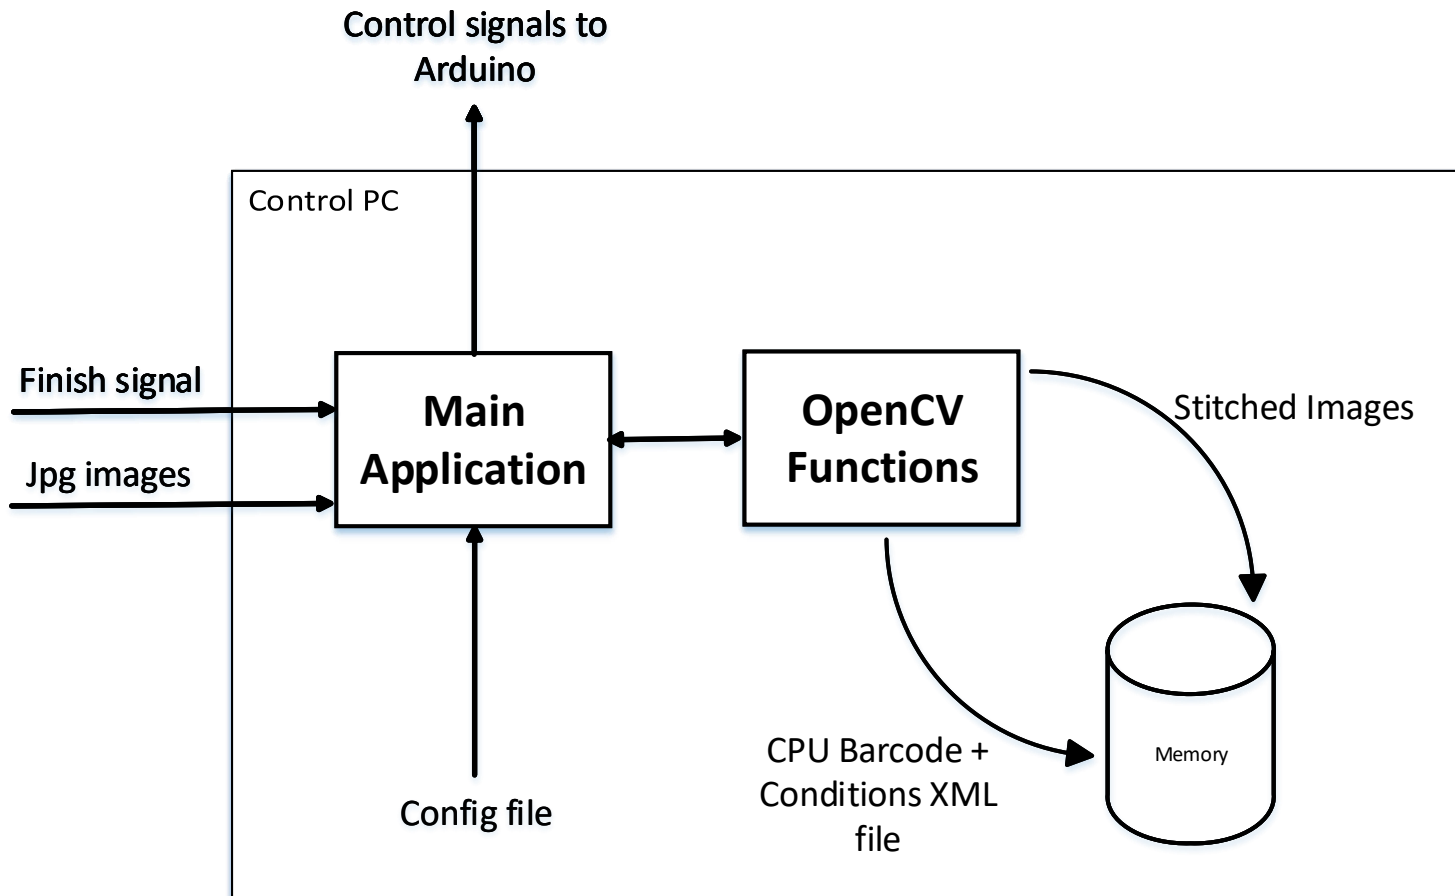 Control signals to
Arduino
Control PC
Finish signal
Jpg images
Main
Application
OpenCV
Functions
Stitched Images
CPU Barcode +
Conditions XML
file
Memory
Config file